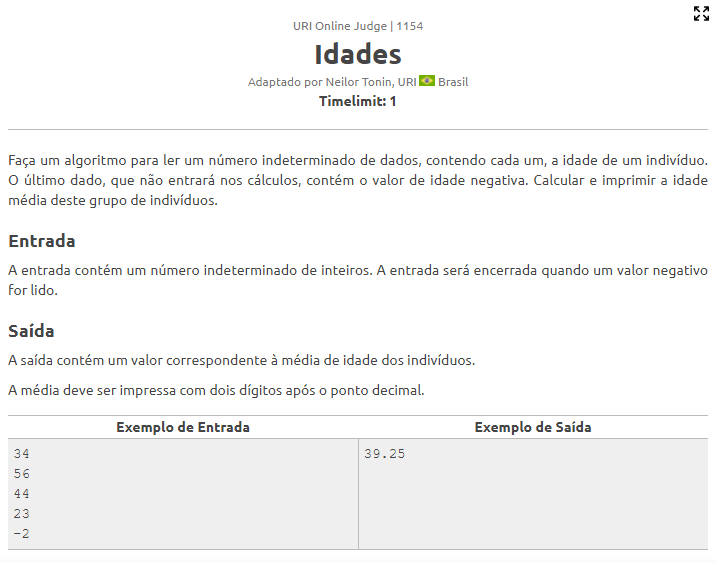 URI Online Judge | 1154
Idades
Adaptado por Neilor Tonin, URI Brasil
Timelimit: 1
Faça um algoritmo para ler um número indeterminado de dados, contendo cada um, a idade de um indivíduo.
O último dado, que não entrará nos cálculos, contém o valor de idade negativa. Calcular e imprimir a idade
média deste grupo de indivíduos.
Entrada
A entrada contém um número indeterminado de inteiros. A entrada será encerrada quando um valor negativo
for lido.
Saída
A saída contém um valor correspondente à média de idade dos indivíduos.
A média deve ser impressa com dois dígitos após o ponto decimal.
Exemplo de Entrada Exemplo de Saída
34 39.25
56
44
23
-2